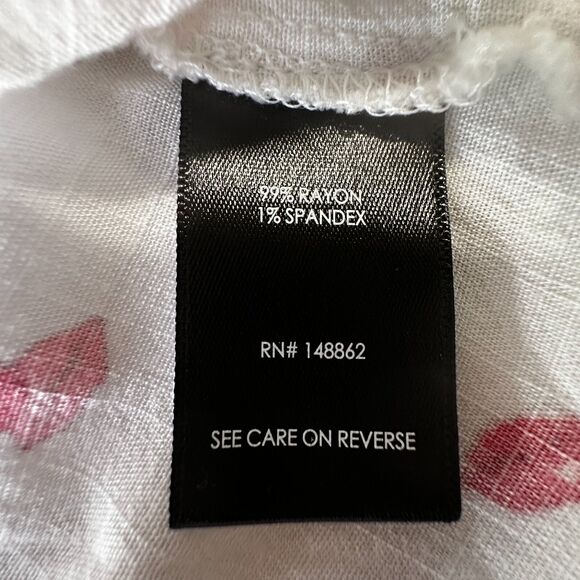 99% RAYON
1% SPANDEX
RN# 148862
SEE CARE ON REVERSE